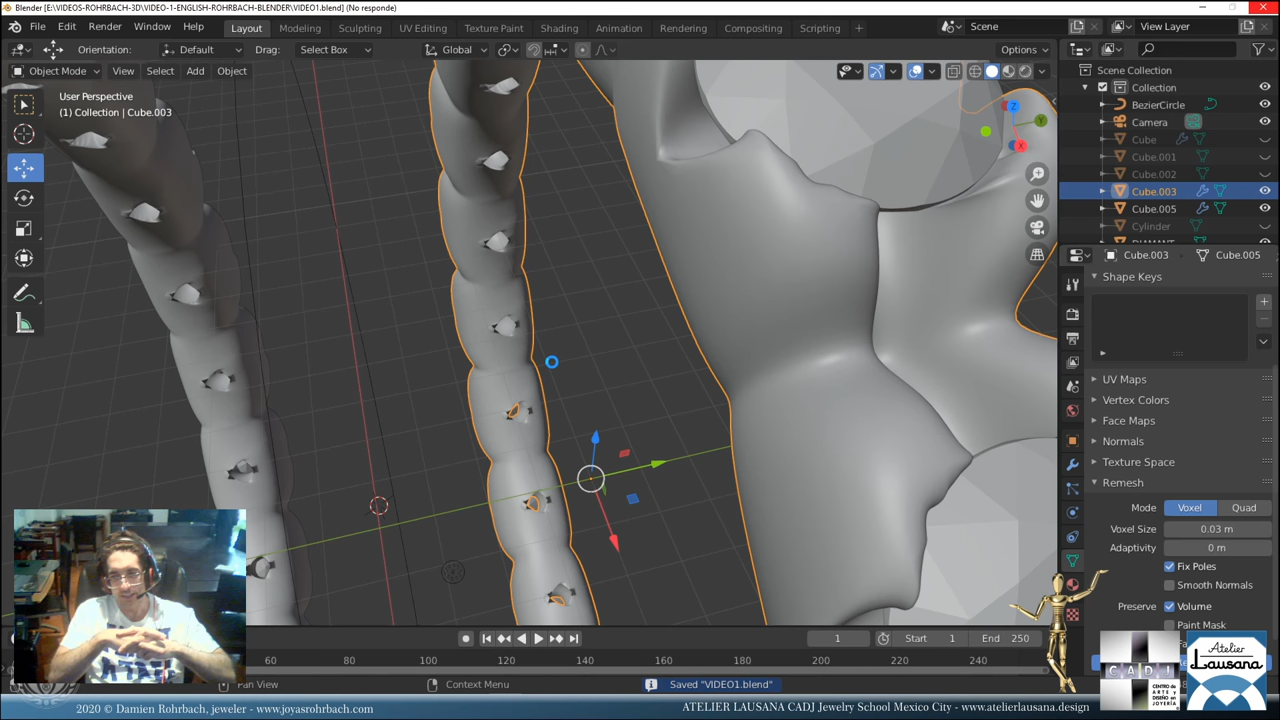 Blender [E:\VIDEOS-ROHRBACH-3D\VIDEO-1-ENGLISH-ROHRBACH-BLENDER\VIDEO1.blend] (No responde)
File Edit Render Window Help Layout Modeling Sculpting UV Editing Texture Paint Shading Animation Rendering Compositing Scripting + Scene View Layer
Orientation: Default Drag: Select Box Global Options
Object Mode View Select Add Object
User Perspective
(1) Collection | Cube.003
Z
Y
X
Scene Collection
Collection
BezierCircle
Camera
Cube
Cube.001
Cube.002
Cube.003
Cube.005
Cylinder
Cube.003 Cube.005
Shape Keys
UV Maps
Vertex Colors
Face Maps
Normals
Texture Space
Remesh
Mode Voxel Quad
Voxel Size 0.03 m
Adaptivity 0 m
Fix Poles
Smooth Normals
Preserve Volume
Paint Mask
1 Start 1 End 250
60 80 100 120 140 160 180 200 220 240
Pan View Context Menu Saved "VIDEO1.blend"
CADJ
CENTRO DE
ARTE Y
DISEÑO EN
JOYERÍA
Atelier
Lausana
2020 © Damien Rohrbach, jeweler - www.joyasrohrbach.com ATELIER LAUSANA CADJ Jewelry School Mexico City - www.atelierlausana.design